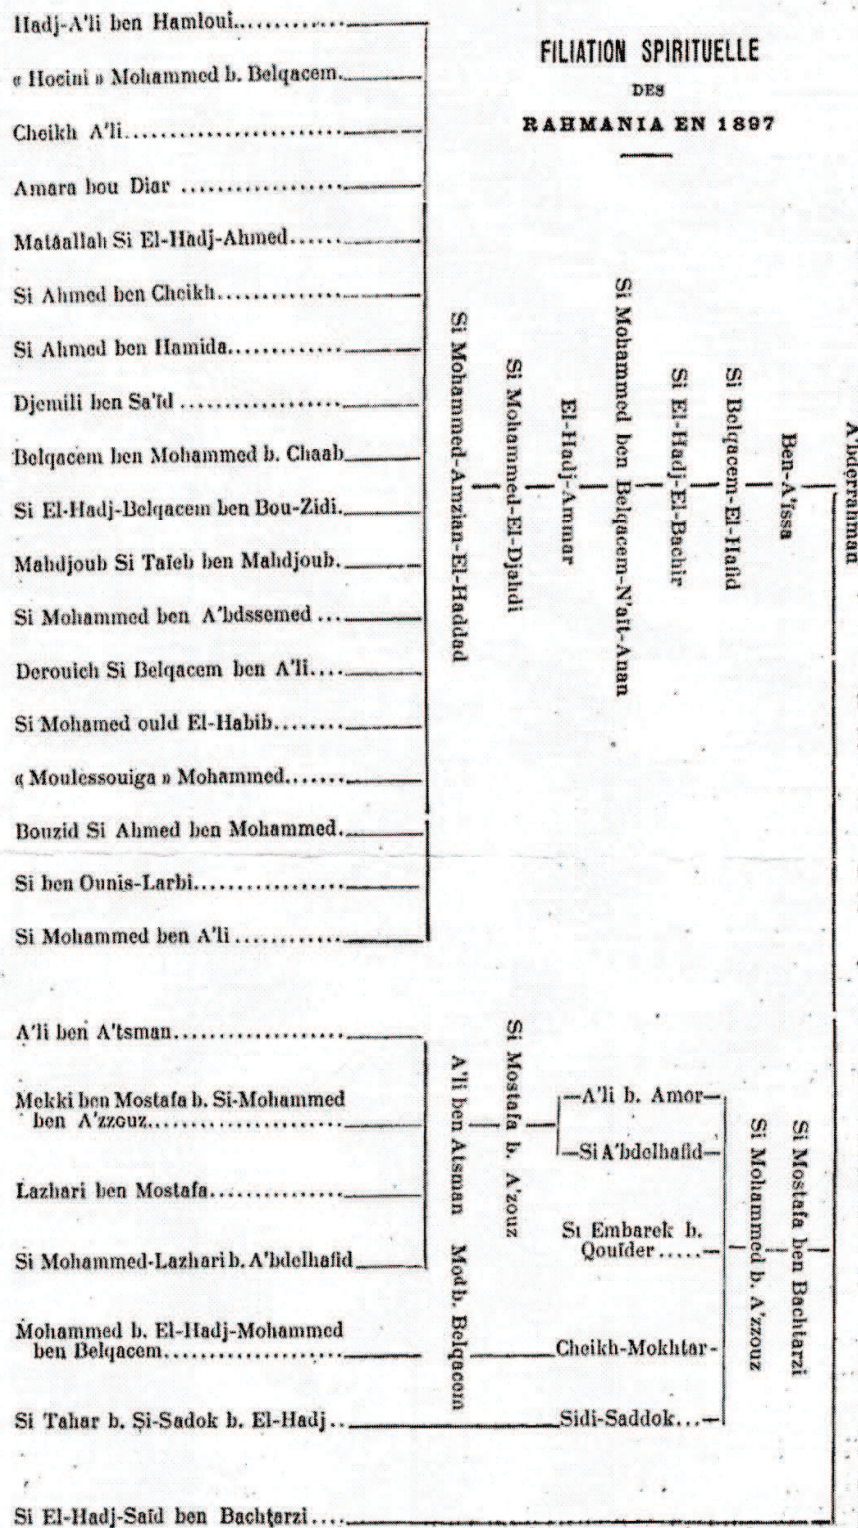 FILIATION SPIRITUELLE
DES
RAHMANIA EN 1897
Hadj-A'li ben Hamloui
« Hocini » Mohammed b. Belqacem.
Cheikh A'li
Amara bou Diar
Matâallah Si El-Hadj-Ahmed
Si Ahmed ben Cheikh
Si Ahmed ben Hamida
Djemili ben Sa'ïd
Belqacem ben Mohammed b. Chaab
Si El-Hadj-Belqacem ben Bou-Zidi.
Mahdjoub Si Taïeb ben Mahdjoub.
Si Mohammed ben A'bdssemed ...
Derouich Si Belqacem ben A'li....
Si Mohamed ould El-Habib
« Moulessouiga » Mohammed
Bouzid Si Ahmed ben Mohammed.
Si ben Ounis-Larbi
Si Mohammed ben A'li
Si Mohammed-Amzian-El-Haddad
Si Mohammed-El-Djahdi
El-Hadj-Ammar
Si Mohammed ben Belqacem-N'aït-Anan
Si El-Hadj-El-Bachir
Si Belqacem-El-Hafid
Ben-A'ïssa
A'bderrahman
A'li ben A'tsman
Mekki ben Mostafa b. Si-Mohammed
ben A'zzouz
Lazhari ben Mostafa
Si Mohammed-Lazhari b. A'bdelhafid
Mohammed b. El-Hadj-Mohammed
ben Belqacem
Si Tahar b. Si-Sadok b. El-Hadj ..
A'li ben Atsman
Med b. Belqacem
Si Mostafa b. A'zouz
A'li b. Amor
Si A'bdelhafid
Si Embarek b.
Qouïder .....
Cheikh-Mokhtar
Sidi-Saddok...
Si Mohammed b. A'zzouz
Si Mostafa ben Bachtarzi
Si El-Hadj-Saïd ben Bachtarzi ....